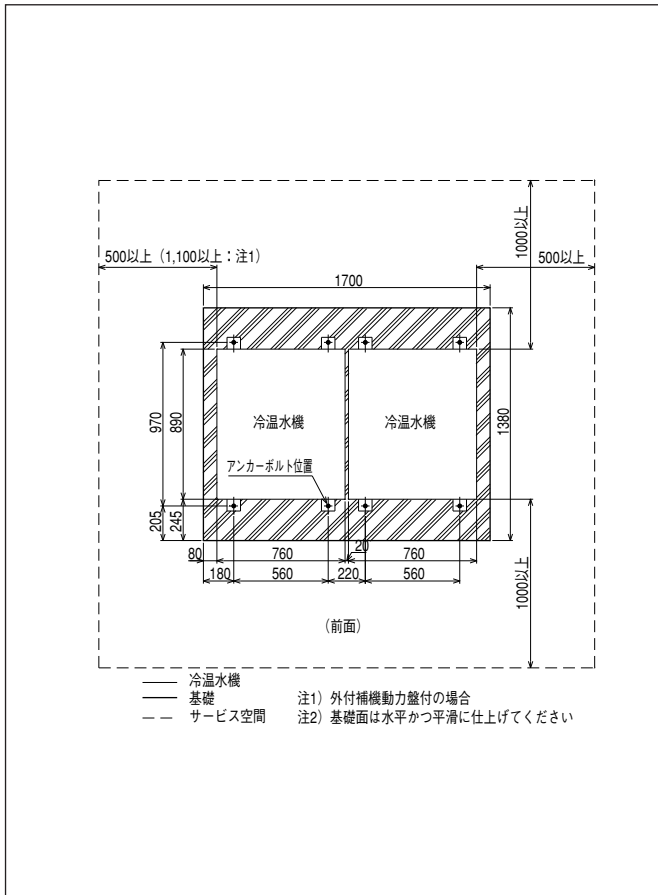 1000以上
500以上（1,100以上：注1）
500以上
1700
970
890
冷温水機
冷温水機
1380
アンカーボルト位置
205
245
20
80
760
760
180
560
220
560
1000以上
（前面）
冷温水機
基礎
注1）外付補機動力盤付の場合
サービス空間
注2）基礎面は水平かつ平滑に仕上げてください